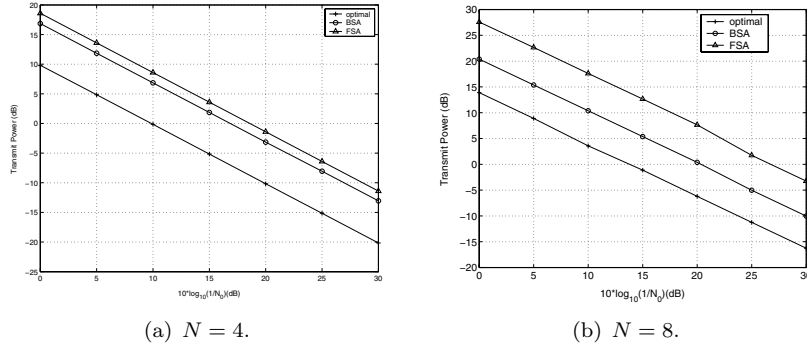 20
15
10
5
0
−5
−10
−15
−20
−25
Transmit Power (dB)
0 5 10 15 20 25 30
10*log10(1/N0)(dB)
optimal
BSA
FSA
(a) N = 4.
30
25
20
15
10
5
0
−5
−10
−15
−20
Transmit Power (dB)
0 5 10 15 20 25 30
10*log10(1/N0)(dB)
optimal
BSA
FSA
(b) N = 8.